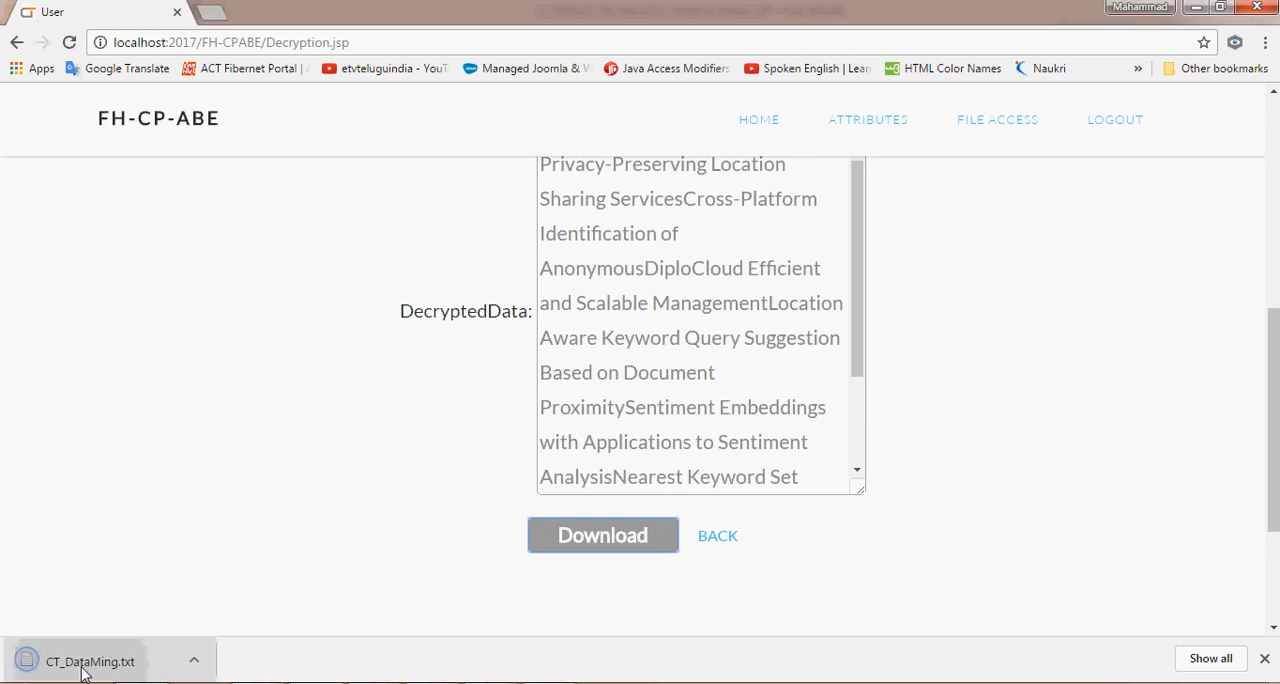 User
Mahammad
localhost:2017/FH-CPABE/Decryption.jsp
Apps Google Translate ACT Fibernet Portal | etvteluguindia - YouT Managed Joomla & W Java Access Modifiers Spoken English | Lear HTML Color Names Naukri » Other bookmarks
FH-CP-ABE HOME ATTRIBUTES FILE ACCESS LOGOUT
Privacy-Preserving Location
Sharing ServicesCross-Platform
Identification of
AnonymousDiploCloud Efficient
DecryptedData: and Scalable ManagementLocation
Aware Keyword Query Suggestion
Based on Document
ProximitySentiment Embeddings
with Applications to Sentiment
AnalysisNearest Keyword Set
Download BACK
CT_DataMing.txt Show all